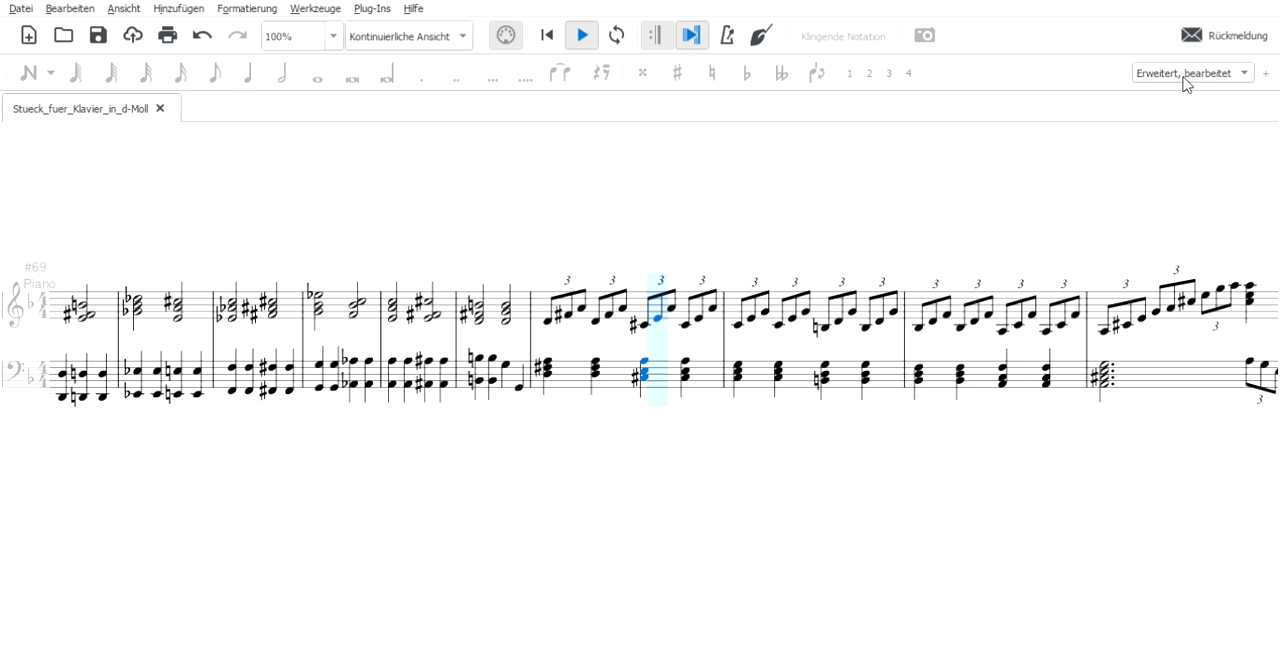 Datei Bearbeiten Ansicht Hinzufügen Formatierung Werkzeuge Plug-Ins Hilfe
100% Kontinuierliche Ansicht Klingende Notation Rückmeldung
N 1 2 3 4 Erweitert, bearbeitet +
Stueck_fuer_Klavier_in_d-Moll
#69
Piano
3 3 3 3 3 3 3 3 3 3 3 3 3 3 3
3